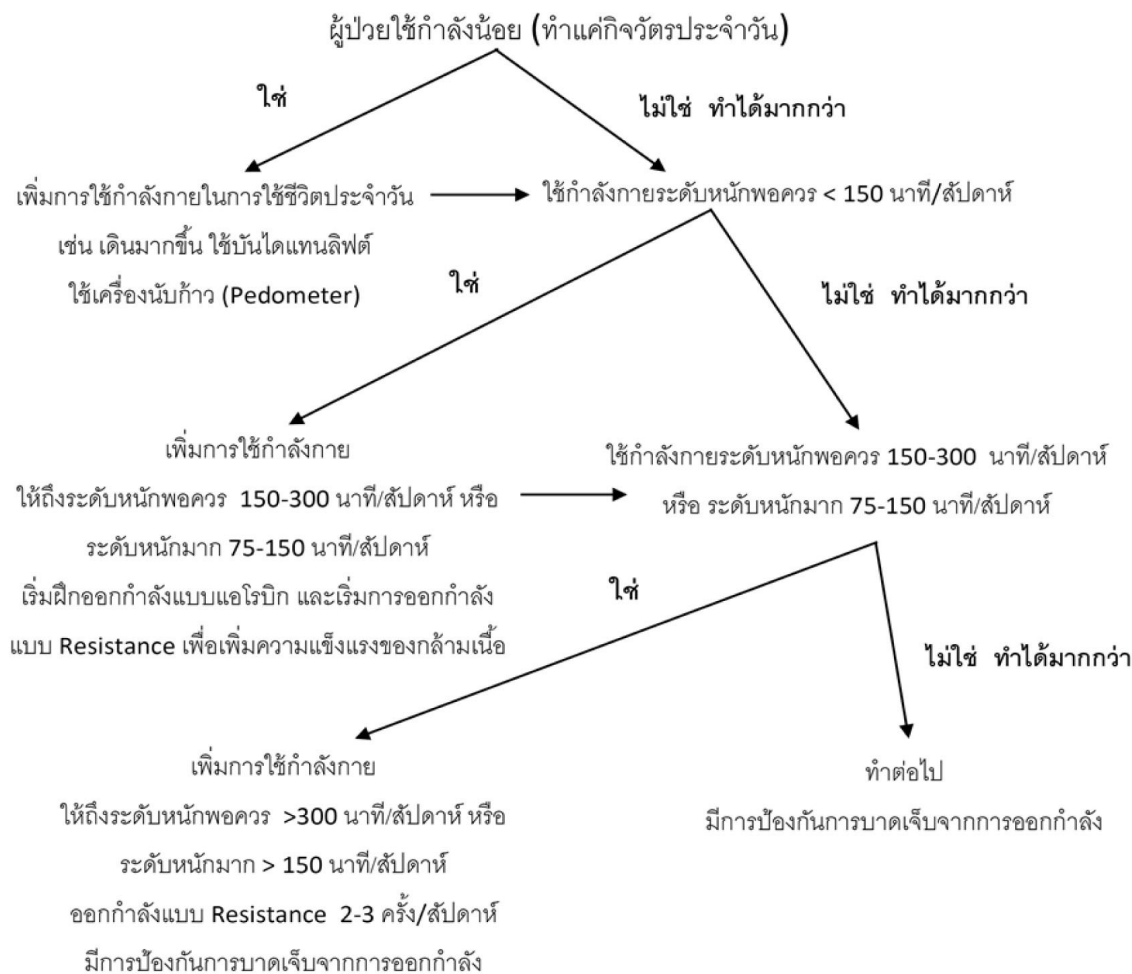 ผู้ป่วยใช้กำลังน้อย (ทำแค่กิจวัตรประจำวัน)
ใช่
ไม่ใช่ ทำได้มากกว่า
เพิ่มการใช้กำลังกายในการใช้ชีวิตประจำวัน
เช่น เดินมากขึ้น ใช้บันไดแทนลิฟต์
ใช้เครื่องนับก้าว (Pedometer)
ใช้กำลังกายระดับหนักพอควร < 150 นาที/สัปดาห์
ใช่
ไม่ใช่ ทำได้มากกว่า
เพิ่มการใช้กำลังกาย
ให้ถึงระดับหนักพอควร 150-300 นาที/สัปดาห์ หรือ
ระดับหนักมาก 75-150 นาที/สัปดาห์
เริ่มฝึกออกกำลังแบบแอโรบิก และเริ่มการออกกำลัง
แบบ Resistance เพื่อเพิ่มความแข็งแรงของกล้ามเนื้อ
ใช้กำลังกายระดับหนักพอควร 150-300 นาที/สัปดาห์
หรือ ระดับหนักมาก 75-150 นาที/สัปดาห์
ใช่
ไม่ใช่ ทำได้มากกว่า
เพิ่มการใช้กำลังกาย
ให้ถึงระดับหนักพอควร >300 นาที/สัปดาห์ หรือ
ระดับหนักมาก > 150 นาที/สัปดาห์
ออกกำลังแบบ Resistance 2-3 ครั้ง/สัปดาห์
มีการป้องกันการบาดเจ็บจากการออกกำลัง
ทำต่อไป
มีการป้องกันการบาดเจ็บจากการออกกำลัง